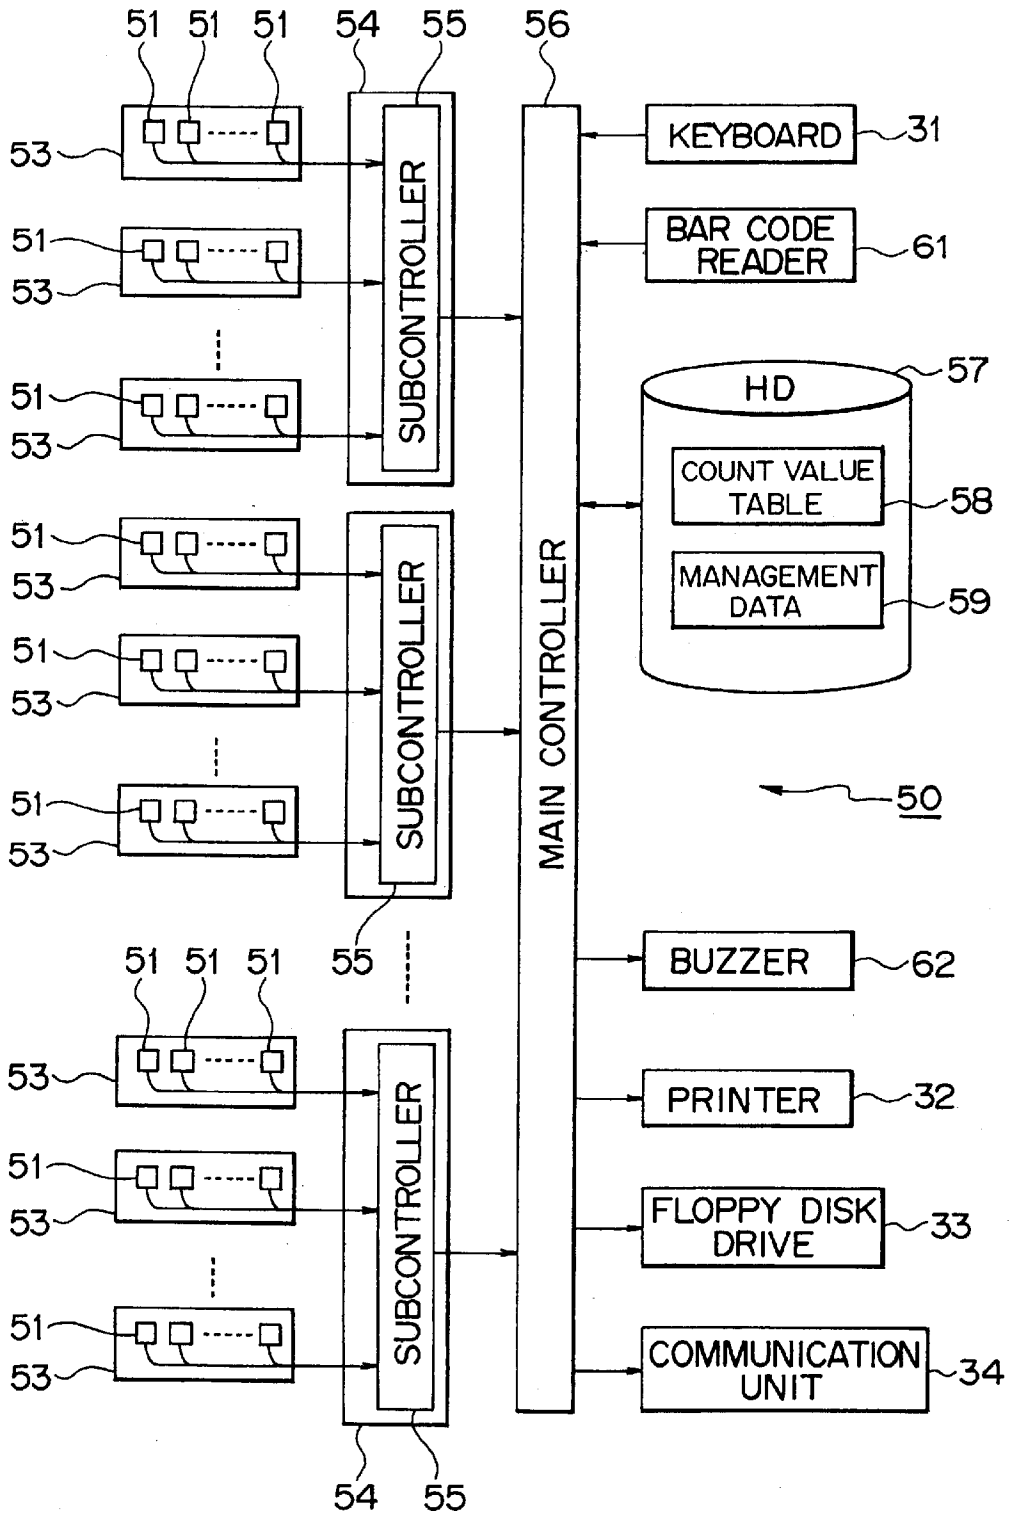 51 51 51 54 55 56
53
51
53
51
53
SUBCONTROLLER
KEYBOARD 31
BAR CODE
READER 61
HD 57
COUNT VALUE
TABLE 58
MANAGEMENT
DATA 59
51
53
51
53
51
53
SUBCONTROLLER
55
MAIN CONTROLLER
50
51 51 51
53
51
53
51
53
SUBCONTROLLER
54 55
BUZZER 62
PRINTER 32
FLOPPY DISK
DRIVE 33
COMMUNICATION
UNIT 34